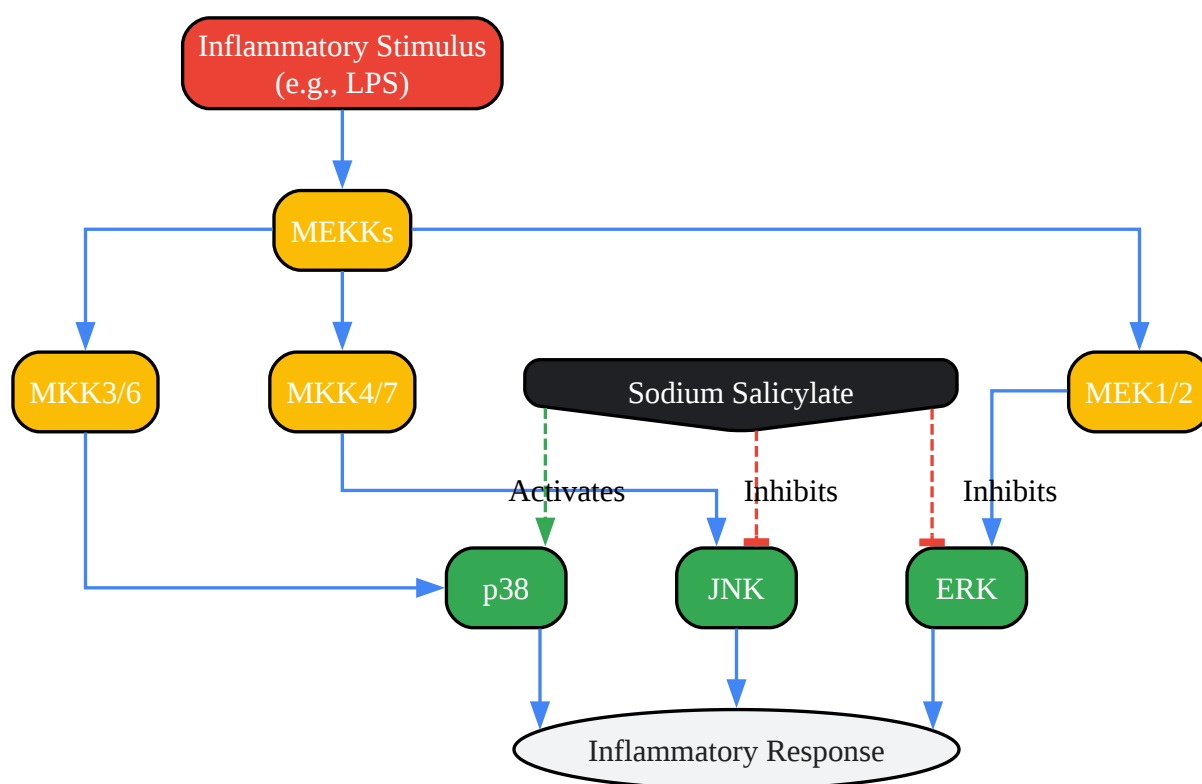 Inflammatory Stimulus
(e.g., LPS)
MEKKs
MKK3/6
MKK4/7
Sodium Salicylate
MEK1/2
Activates
Inhibits
Inhibits
p38
JNK
ERK
Inflammatory Response